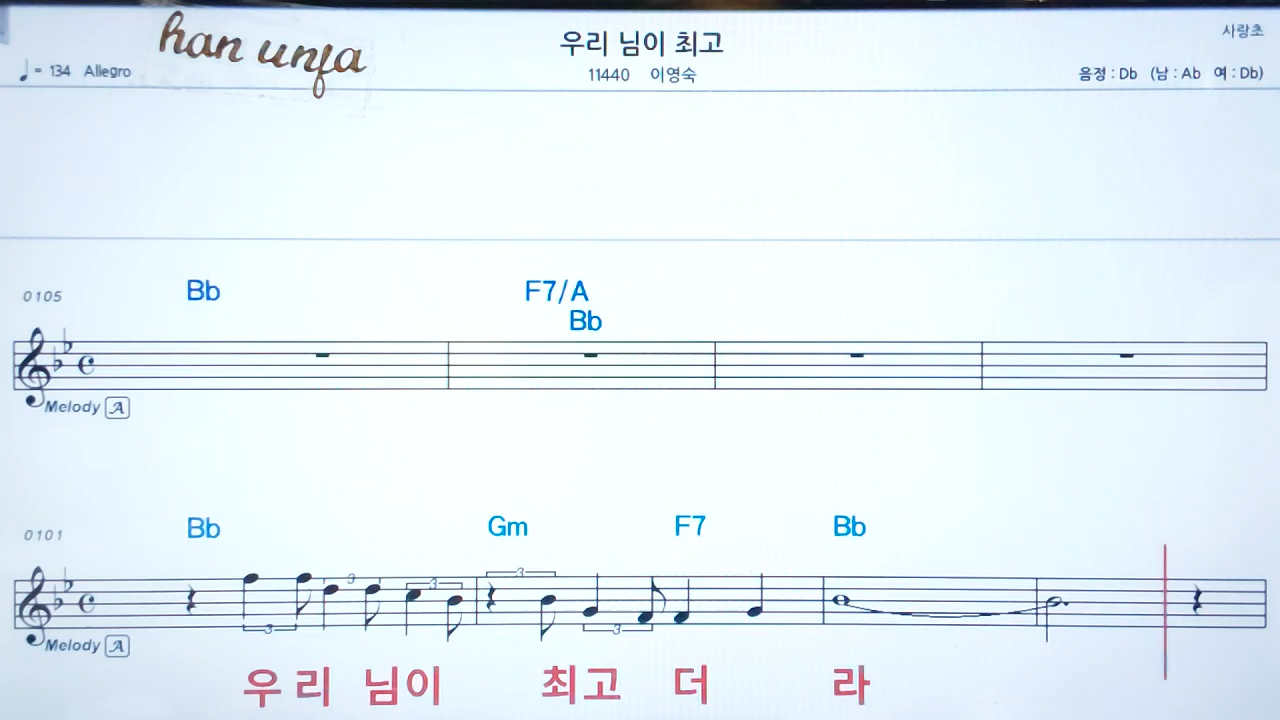 han unfa
우리 님이 최고
사랑초
♩= 134 Allegro
11440 이영숙
음정 : Db (남 : Ab 여 : Db)
0105
Bb F7/A
Bb
Melody A
0101
Bb Gm F7 Bb
3 3 3 3 3
Melody A
우리 님이 최고 더 라